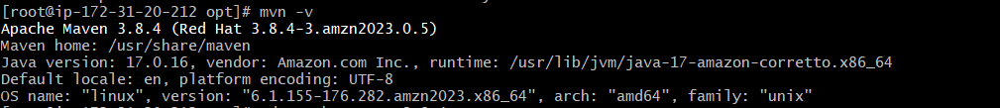 [root@ip-172-31-20-212 opt]# mvn -v
Apache Maven 3.8.4 (Red Hat 3.8.4-3.amzn2023.0.5)
Maven home: /usr/share/maven
Java version: 17.0.16, vendor: Amazon.com Inc., runtime: /usr/lib/jvm/java-17-amazon-corretto.x86_64
Default locale: en, platform encoding: UTF-8
OS name: "linux", version: "6.1.155-176.282.amzn2023.x86_64", arch: "amd64", family: "unix"